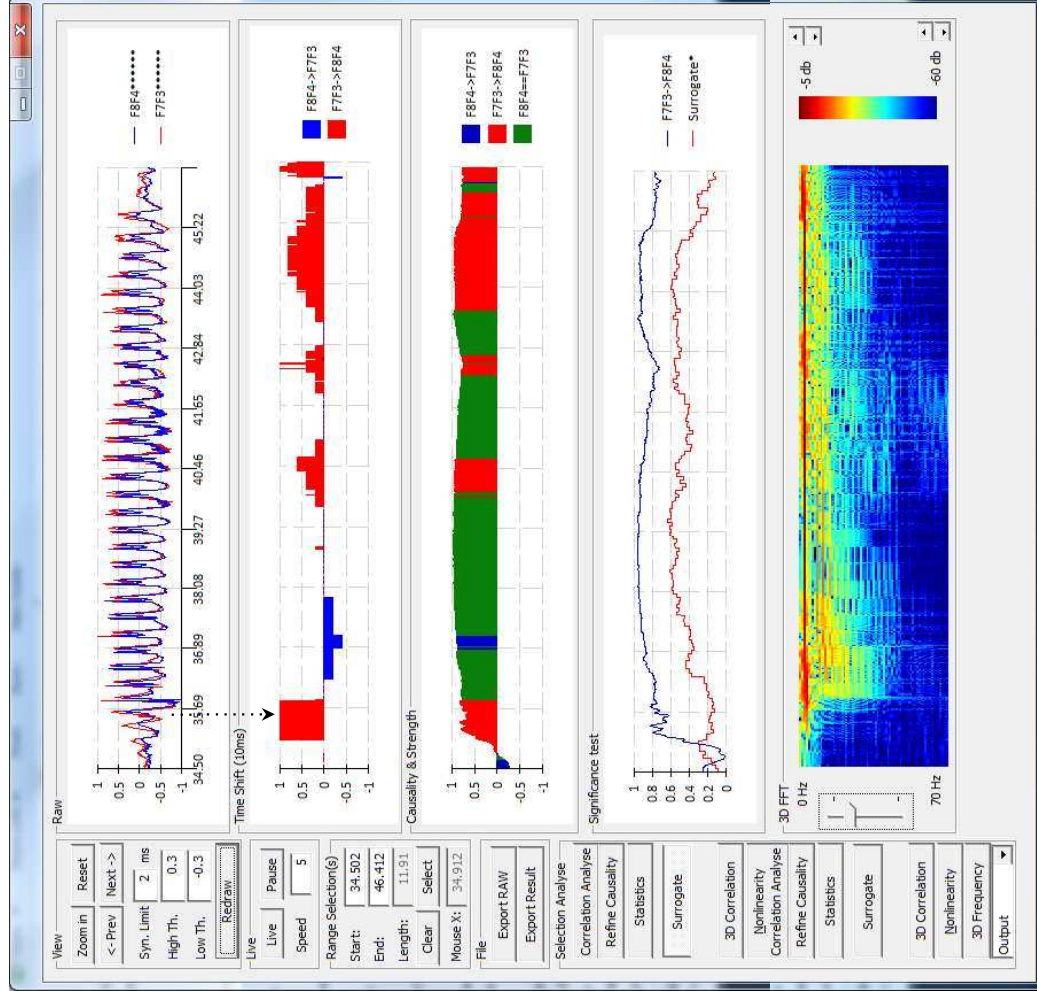 View
Zoom in
Reset
<- Prev
Next ->
Syn. Limit
2
ms
High Th.
0.3
Low Th.
-0.3
Redraw
Live
Live
Pause
Speed
5
Range Selection(s)
Start:
34.502
End:
46.412
Length:
11.91
Clear
Select
Mouse X:
34.912
File
Export RAW
Export Result
Selection Analyse
Correlation Analyse
Refine Causality
Statistics
Surrogate
3D Correlation
Nonlinearity
Correlation Analyse
Refine Causality
Statistics
Surrogate
3D Correlation
Nonlinearity
3D Frequency
Output
Raw
1
0.5
0
-0.5
-1
34.50
35.69
36.89
38.08
39.27
40.46
41.65
42.84
44.03
45.22
F8F4
F7F3
Time Shift (10ms)
1
0.5
0
-0.5
-1
F8F4->F7F3
F7F3->F8F4
Causality & Strength
1
0.5
0
-0.5
-1
F8F4->F7F3
F7F3->F8F4
F8F4==F7F3
Significance test
1
0.8
0.6
0.4
0.2
0
F7F3->F8F4
Surrogate*
3D FFT
0 Hz
70 Hz
-5 db
-60 db